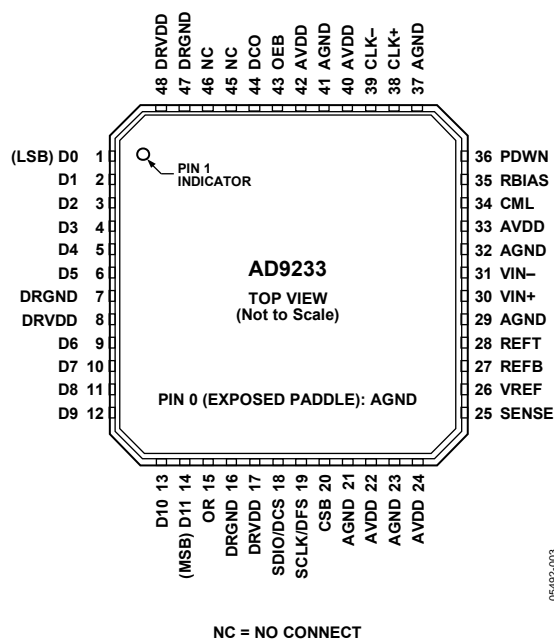 48 DRVDD
47 DRGND
46 NC
45 NC
44 DCO
43 OEB
42 AVDD
41 AGND
40 AVDD
39 CLK–
38 CLK+
37 AGND
(LSB) D0 1
D1 2
D2 3
D3 4
D4 5
D5 6
DRGND 7
DRVDD 8
D6 9
D7 10
D8 11
D9 12
PIN 1
INDICATOR
AD9233
TOP VIEW
(Not to Scale)
PIN 0 (EXPOSED PADDLE): AGND
36 PDWN
35 RBIAS
34 CML
33 AVDD
32 AGND
31 VIN–
30 VIN+
29 AGND
28 REFT
27 REFB
26 VREF
25 SENSE
D10 13
(MSB) D11 14
OR 15
DRGND 16
DRVDD 17
SDIO/DCS 18
SCLK/DFS 19
CSB 20
AGND 21
AVDD 22
AGND 23
AVDD 24
05492-003
NC = NO CONNECT